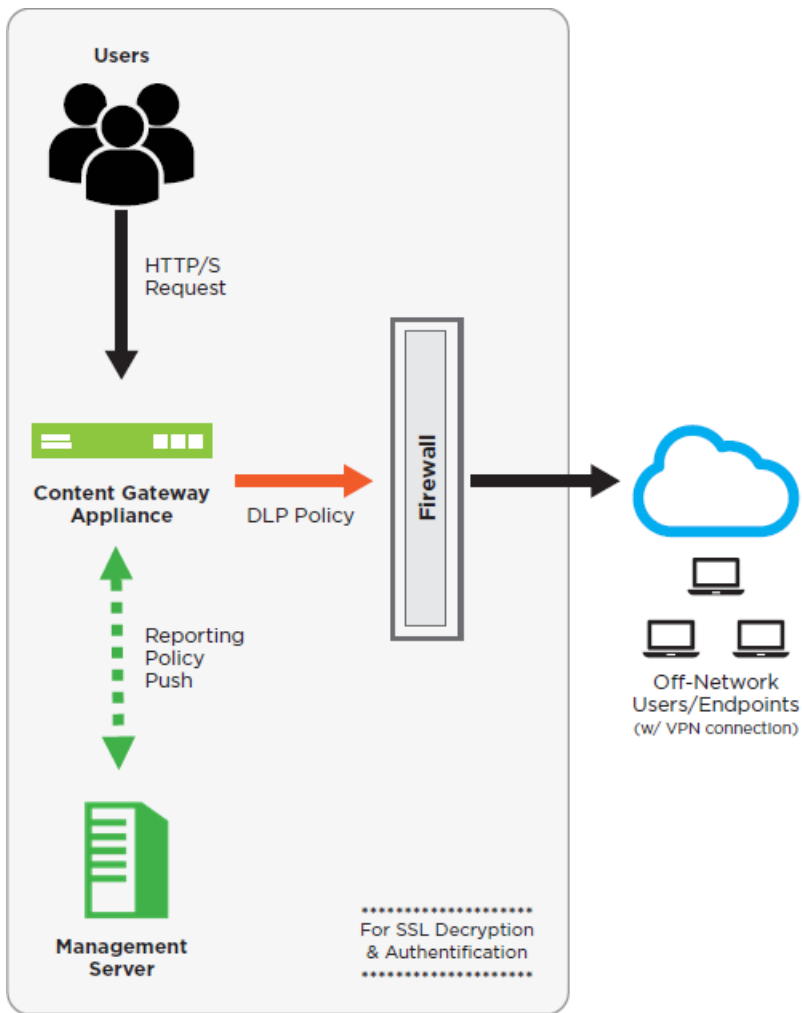 Users
HTTP/S
Request
Content Gateway
Appliance
DLP Policy
Firewall
Reporting
Policy
Push
Off-Network
Users/Endpoints
(w/ VPN connection)
Management
Server
********************
For SSL Decryption
& Authentification
********************